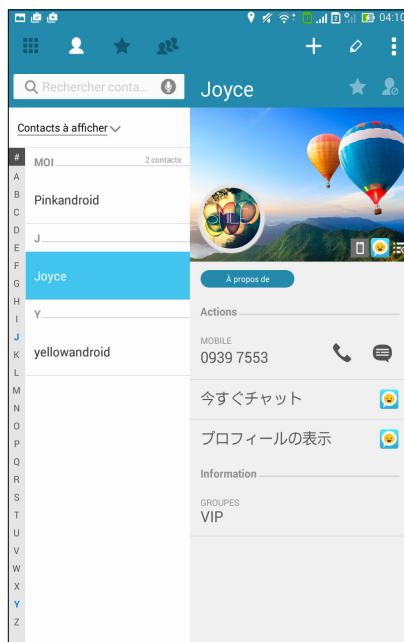 04:10
Rechercher conta...
Joyce
Contacts à afficher
#
A
B
C
D
E
F
G
H
I
J
K
L
M
N
O
P
Q
R
S
T
U
V
W
X
Y
Z
MOI
2 contacts
Pinkandroid
J
Joyce
Y
yellowandroid
À propos de
Actions
MOBILE
0939 7553
今すぐチャット
プロフィールの表示
Information
GROUPES
VIP